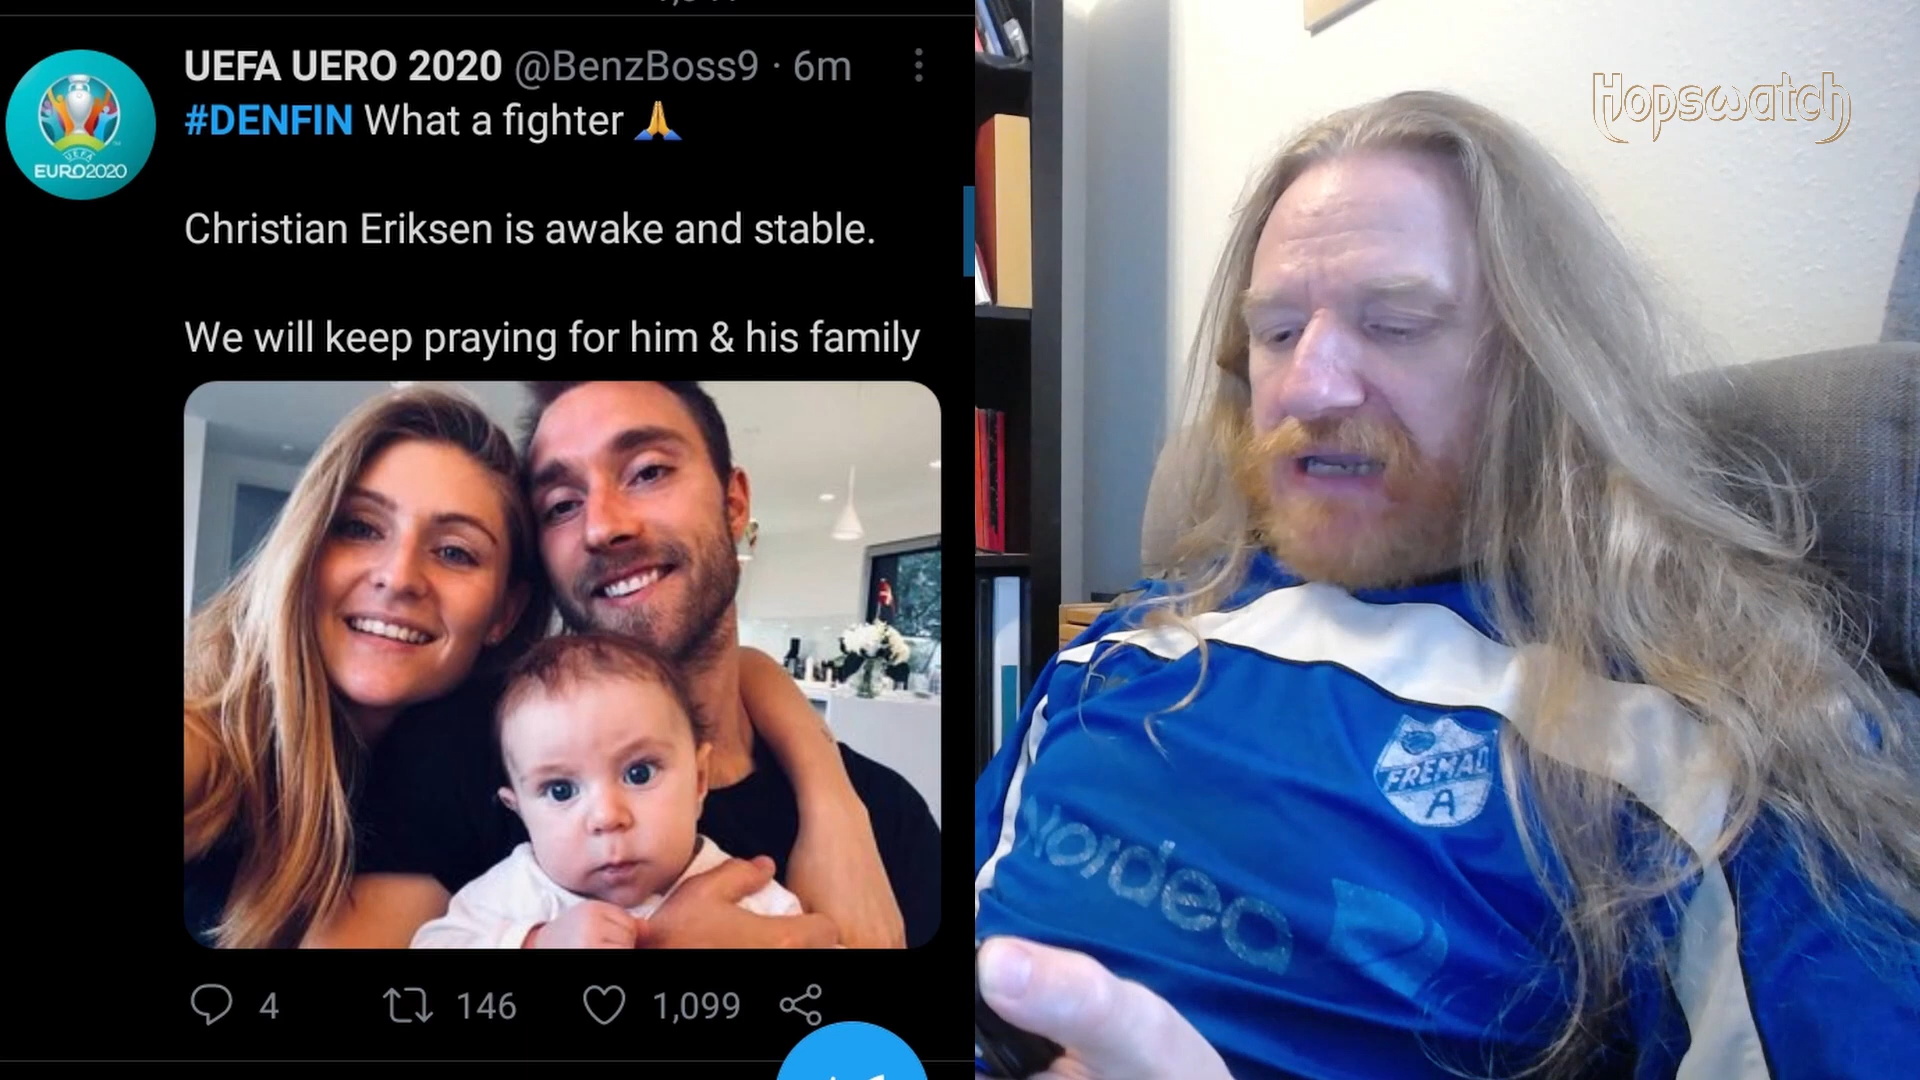 UEFA UERO 2020 @BenzBoss9 · 6m
#DENFIN What a fighter 🙏
Christian Eriksen is awake and stable.
We will keep praying for him & his family
4 146 1,099
UEFA
EURO2020
Hopswatch
FREMAD
A
Nordea